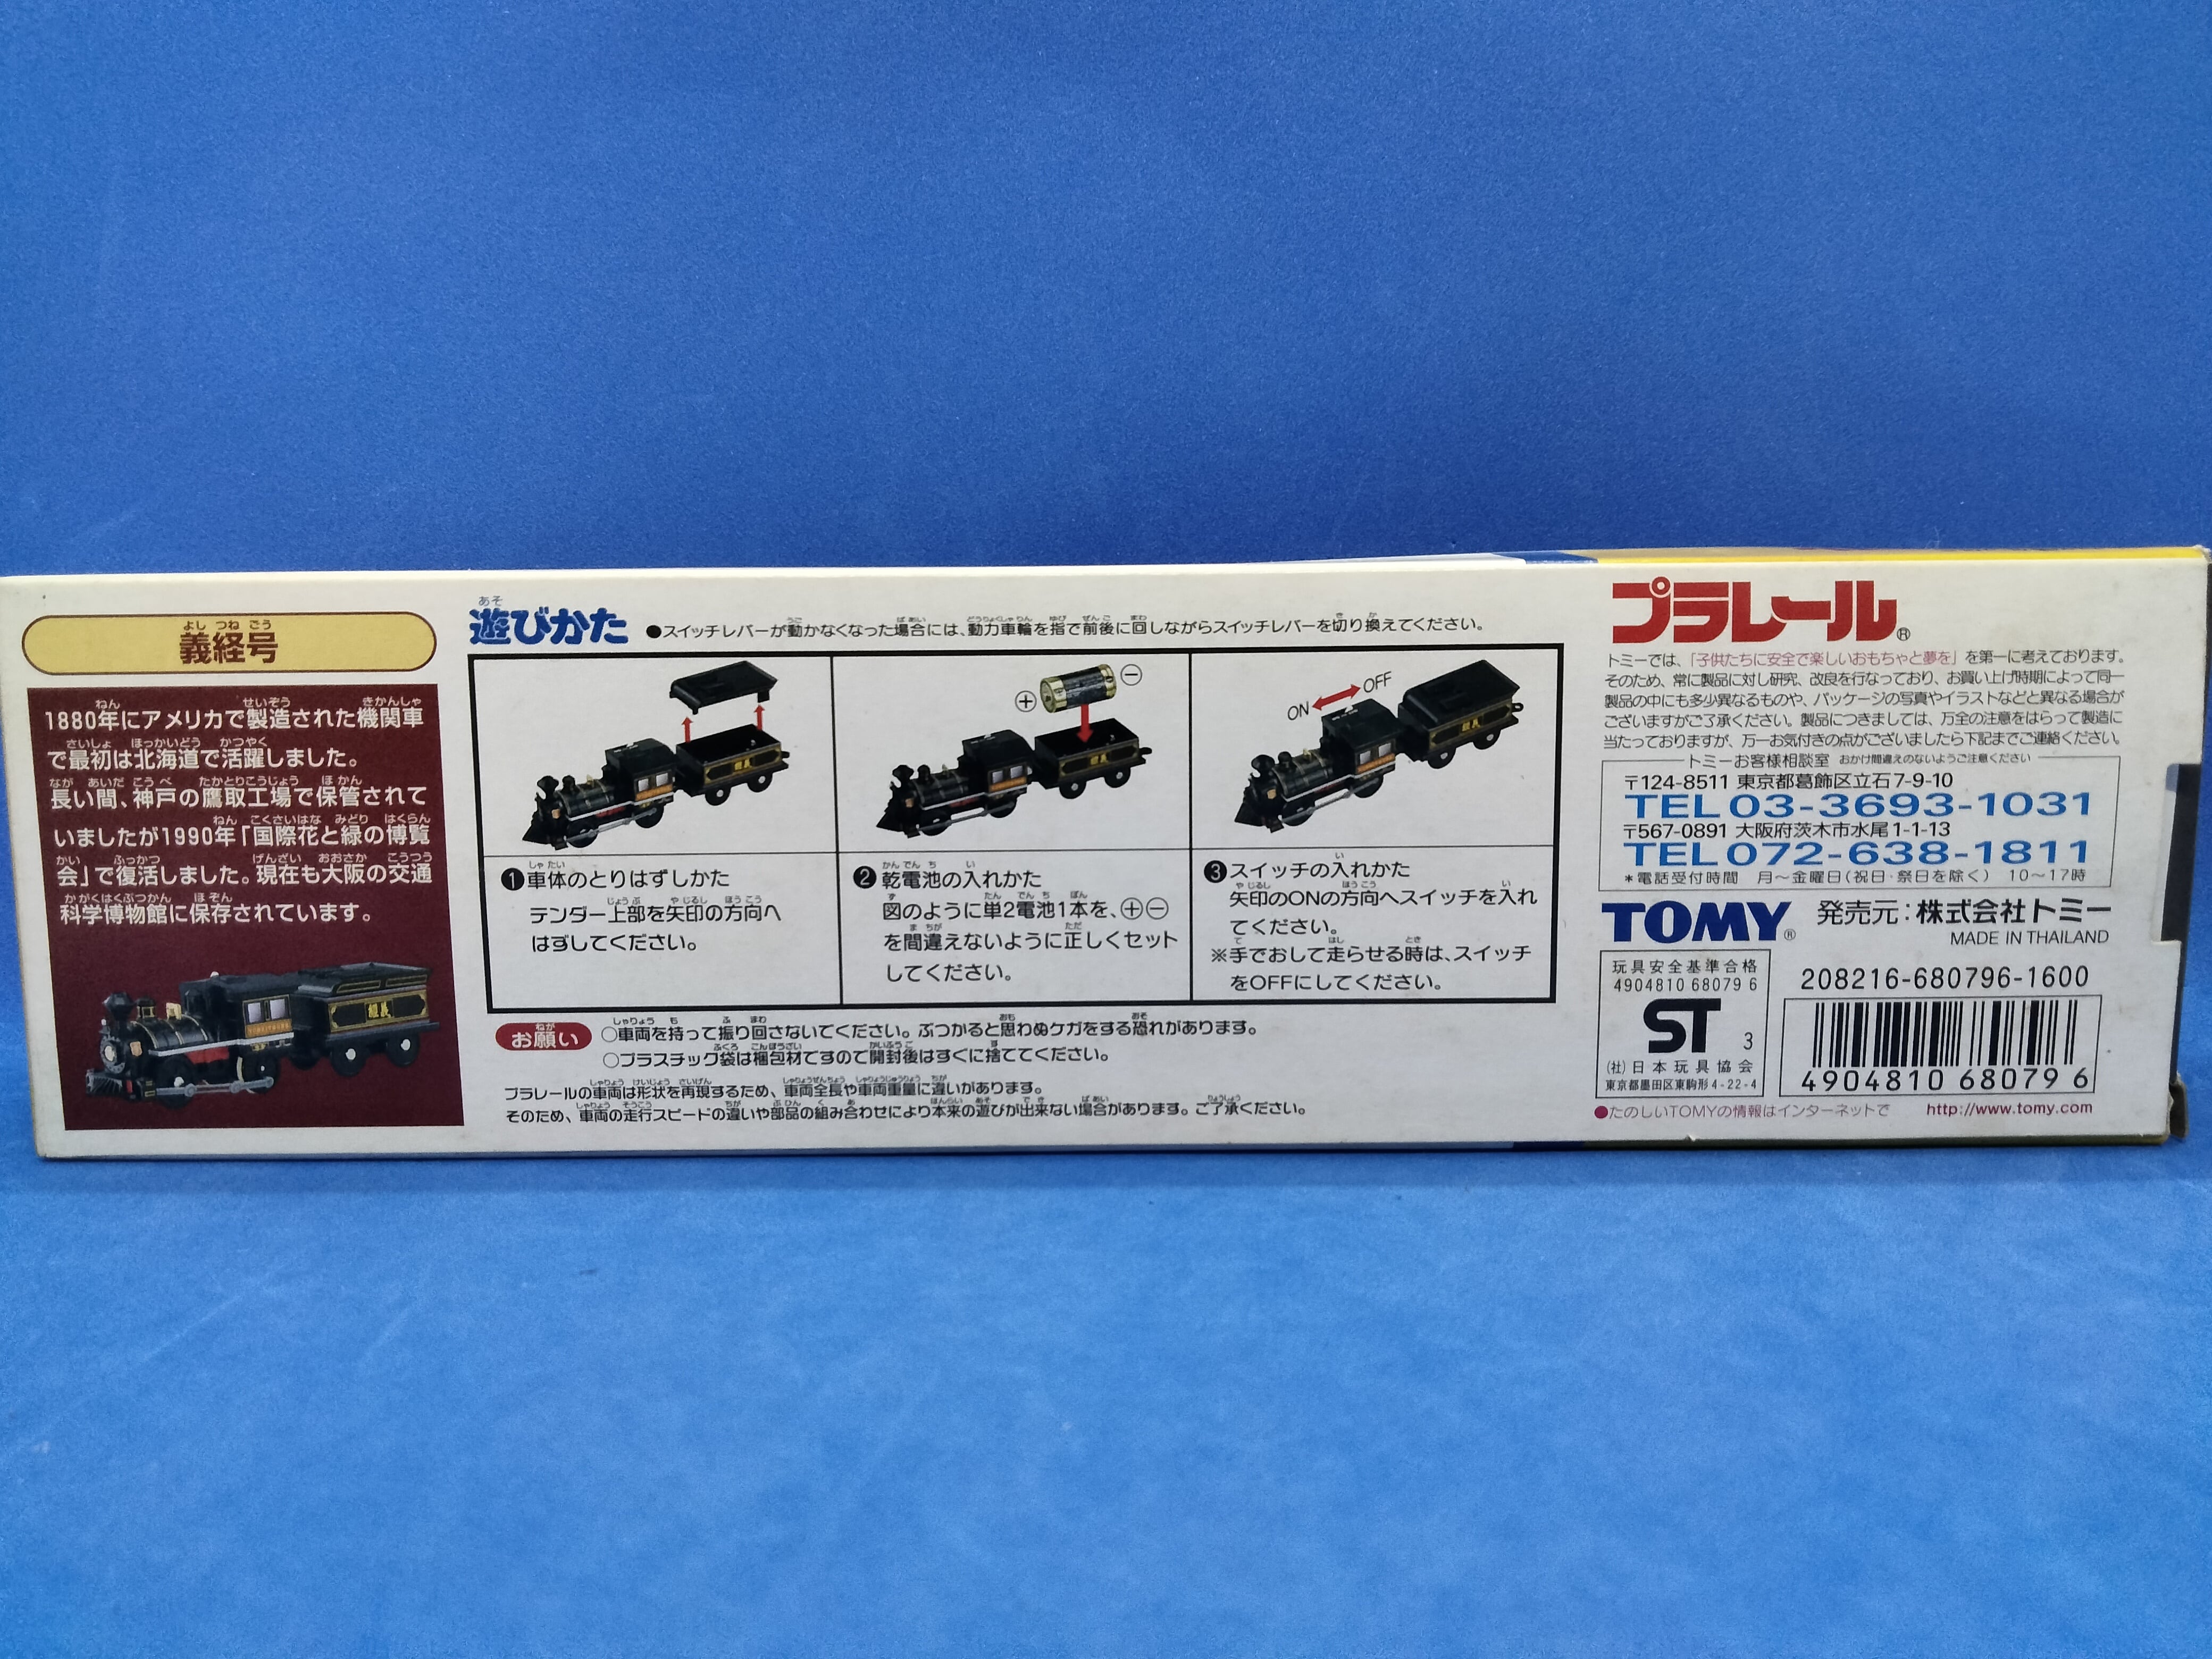 義経号
1880年にアメリカで製造された機関車
で最初は北海道で活躍しました。
長い間、神戸の鷹取工場で保管されて
いましたが1990年「国際花と緑の博覧
会」で復活しました。現在も大阪の交通
科学博物館に保存されています。
遊びかた
●スイッチレバーが動かなくなった場合には、動力車輪を指で前後に回しながらスイッチレバーを切り換えてください。
❶車体のとりはずしかた
テンダー上部を矢印の方向へ
はずしてください。
⊕
⊖
❷乾電池の入れかた
図のように単2電池1本を、⊕⊖
を間違えないように正しくセット
してください。
ON
OFF
❸スイッチの入れかた
矢印のONの方向へスイッチを入れ
てください。
※手でおして走らせる時は、スイッチ
をOFFにしてください。
お願い
○車両を持って振り回さないてください。ぶつかると思わぬケガをする恐れがあります。
○プラスチック袋は梱包材ですので開封後はすぐに捨ててください。
プラレールの車両は形状を再現するため、車両全長や車両重量に違いがあります。
そのため、車両の走行スピードの違いや部品の組み合わせにより本来の遊びが出来ない場合があります。ご了承ください。
プラレール®
トミーでは、「子供たちに安全で楽しいおもちゃと夢を」を第一に考えております。
そのため、常に製品に対し研究、改良を行なっており、お買い上げ時期によって同一
製品の中にも多少異なるものや、パッケージの写真やイラストなどと異なる場合が
ございますがご了承ください。製品につきましては、万全の注意をはらって製造に
当たっておりますが、万一お気付きの点がございましたら下記までご連絡ください。
トミーお客様相談室 おかけ間違えのないようご注意ください
〒124-8511 東京都葛飾区立石7-9-10
TEL 03-3693-1031
〒567-0891 大阪府茨木市水尾1-1-13
TEL 072-638-1811
*電話受付時間 月〜金曜日(祝日・祭日を除く) 10〜17時
TOMY® 発売元:株式会社トミー
MADE IN THAILAND
玩具安全基準合格
4904810 68079 6
ST 3
(社)日本玩具協会
東京都墨田区東駒形4-22-4
208216-680796-1600
4904810 68079 6
●たのしいTOMYの情報はインターネットで http://www.tomy.com